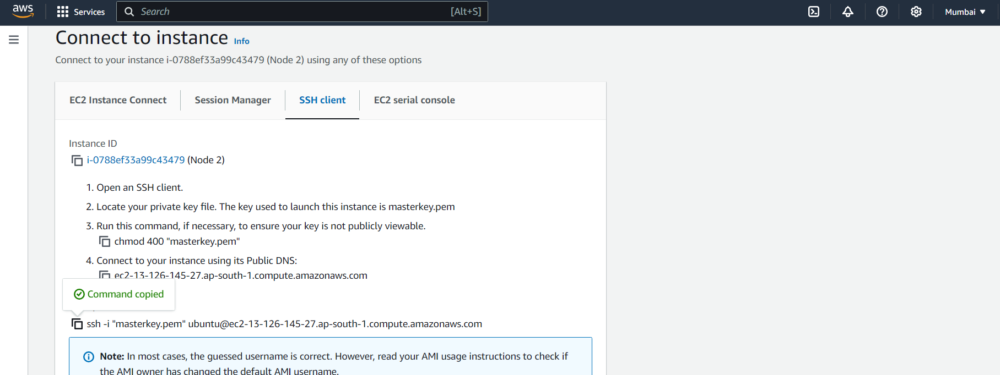 aws
Services
Search
[Alt+S]
Mumbai
Connect to instance Info
Connect to your instance i-0788ef33a99c43479 (Node 2) using any of these options
EC2 Instance Connect
Session Manager
SSH client
EC2 serial console
Instance ID
i-0788ef33a99c43479 (Node 2)
1. Open an SSH client.
2. Locate your private key file. The key used to launch this instance is masterkey.pem
3. Run this command, if necessary, to ensure your key is not publicly viewable.
chmod 400 "masterkey.pem"
4. Connect to your instance using its Public DNS:
ec2-13-126-145-27.ap-south-1.compute.amazonaws.com
Command copied
ssh -i "masterkey.pem" ubuntu@ec2-13-126-145-27.ap-south-1.compute.amazonaws.com
Note: In most cases, the guessed username is correct. However, read your AMI usage instructions to check if
the AMI owner has changed the default AMI username.